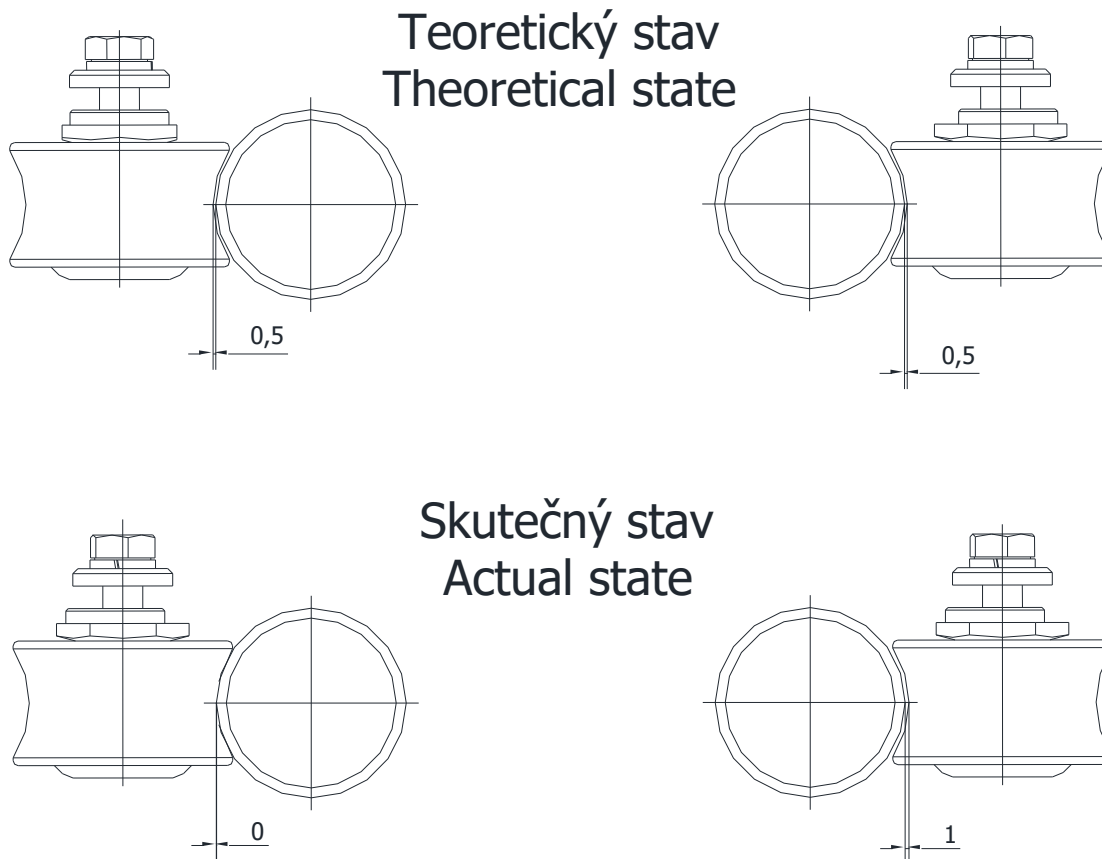 Teoretický stav
Theoretical state
0,5
0,5
Skutečný stav
Actual state
0
1